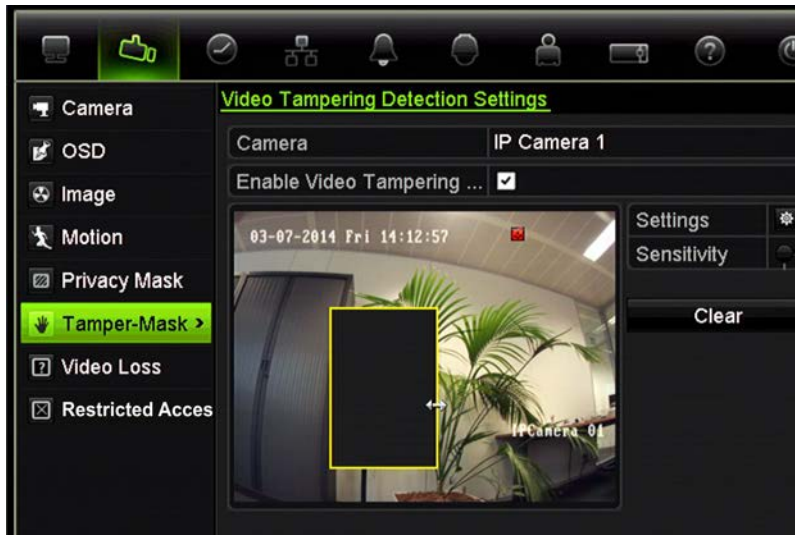 Video Tampering Detection Settings
Camera
OSD
Image
Motion
Privacy Mask
Tamper-Mask >
Video Loss
Restricted Acces
Camera IP Camera 1
Enable Video Tampering ...
03-07-2014 Fri 14:12:57
IPCamera 01
Settings
Sensitivity
Clear